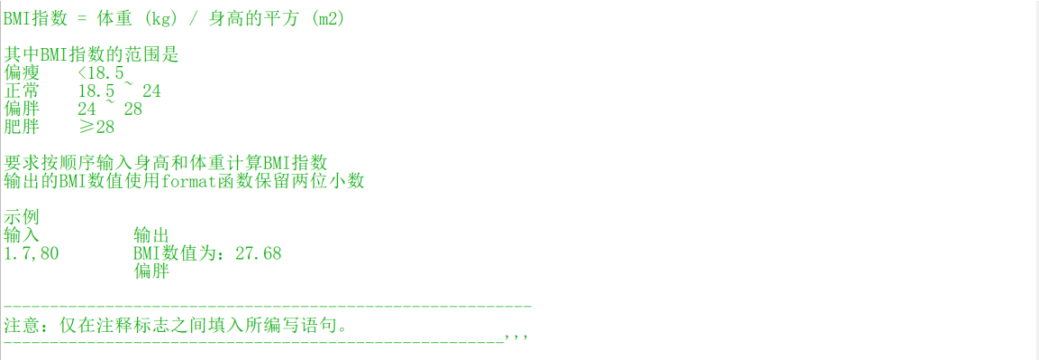 BMI指数 = 体重 (kg) / 身高的平方 (m2)
其中BMI指数的范围是
偏瘦    <18.5
正常    18.5 ~ 24
偏胖    24 ~ 28
肥胖    ≥28
要求按顺序输入身高和体重计算BMI指数
输出的BMI数值使用format函数保留两位小数
示例
输入          输出
1.7,80        BMI数值为：27.68
              偏胖
---------------------------------------------------------
注意：仅在注释标志之间填入所编写语句。
------------------------------------------------------'''